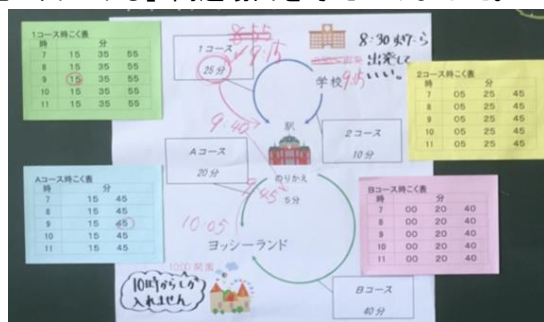 1コース時こく表
時 分
7 15 35 55
8 15 35 55
9 15 35 55
10 15 35 55
11 15 35 55
8:55
9:15
1コース
25分
8:30
から
出発して
いい。
学校
9:15
2コース時こく表
時 分
7 05 25 45
8 05 25 45
9 05 25 45
10 05 25 45
11 05 25 45
9:40
駅
2コース
10分
Aコース
20分
のりかえ
5分
Aコース時こく表
時 分
7 15 45
8 15 45
9 15 45
10 15 45
11 15 45
9:45
10:05
ヨッシーランド
Bコース時こく表
時 分
7 00 20 40
8 00 20 40
9 00 20 40
10 00 20 40
11 00 20 40
10時からしか
入れません
Bコース
40分